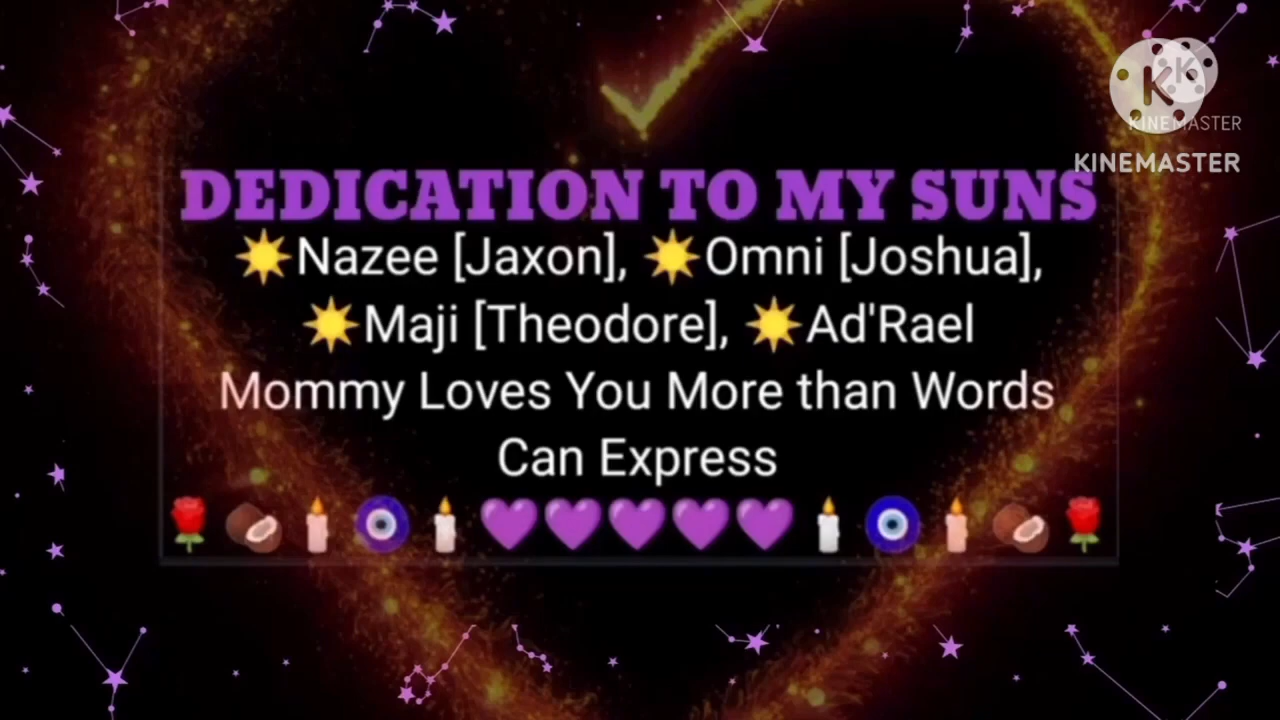 KINEMASTER
KINEMASTER
DEDICATION TO MY SUNS
☀️Nazee [Jaxon], ☀️Omni [Joshua],
☀️Maji [Theodore], ☀️Ad'Rael
Mommy Loves You More than Words
Can Express
🌹🥥🕯️🧿🕯️💜💜💜💜💜🕯️🧿🕯️🥥🌹